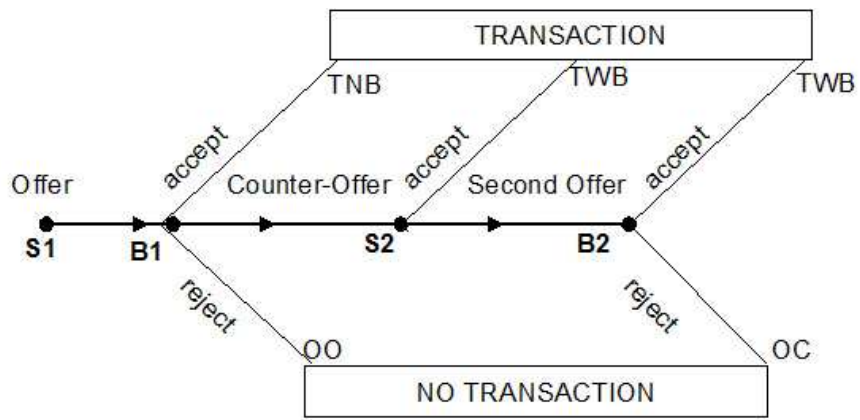 TRANSACTION
TNB
TWB
TWB
accept
accept
accept
Offer
Counter-Offer
Second Offer
S1
B1
S2
B2
reject
reject
OO
OC
NO TRANSACTION